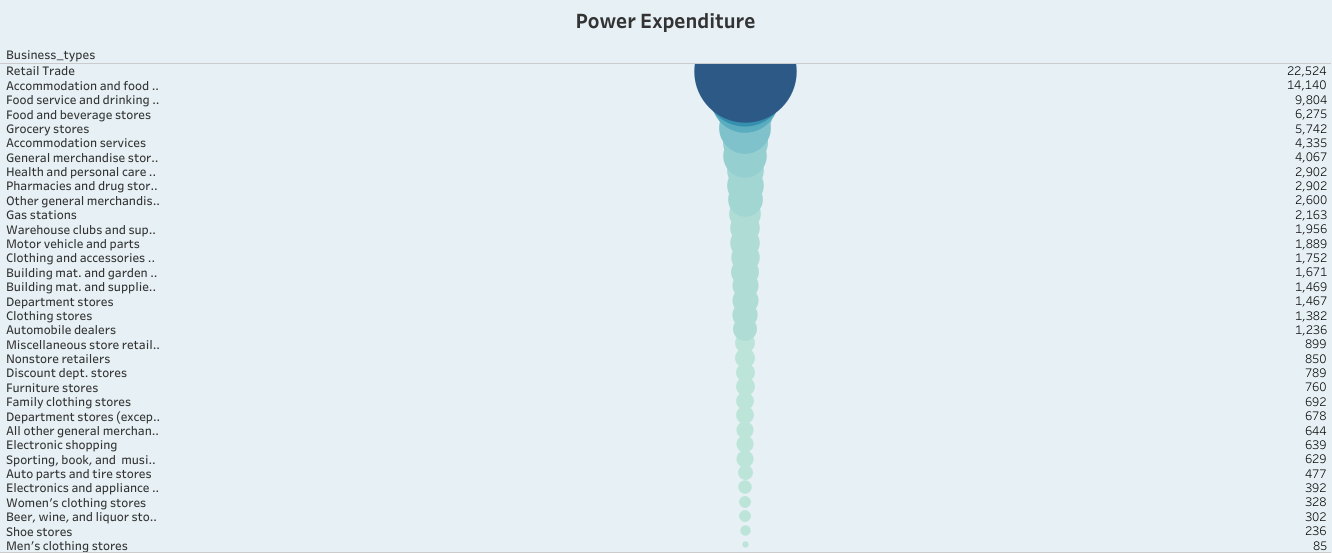 Power Expenditure
Business_types
Retail Trade 22,524
Accommodation and food .. 14,140
Food service and drinking .. 9,804
Food and beverage stores 6,275
Grocery stores 5,742
Accommodation services 4,335
General merchandise stor.. 4,067
Health and personal care .. 2,902
Pharmacies and drug stor.. 2,902
Other general merchandis.. 2,600
Gas stations 2,163
Warehouse clubs and sup.. 1,956
Motor vehicle and parts 1,889
Clothing and accessories .. 1,752
Building mat. and garden .. 1,671
Building mat. and supplie.. 1,469
Department stores 1,467
Clothing stores 1,382
Automobile dealers 1,236
Miscellaneous store retail.. 899
Nonstore retailers 850
Discount dept. stores 789
Furniture stores 760
Family clothing stores 692
Department stores (excep.. 678
All other general merchan.. 644
Electronic shopping 639
Sporting, book, and  musi.. 629
Auto parts and tire stores 477
Electronics and appliance .. 392
Women’s clothing stores 328
Beer, wine, and liquor sto.. 302
Shoe stores 236
Men’s clothing stores 85